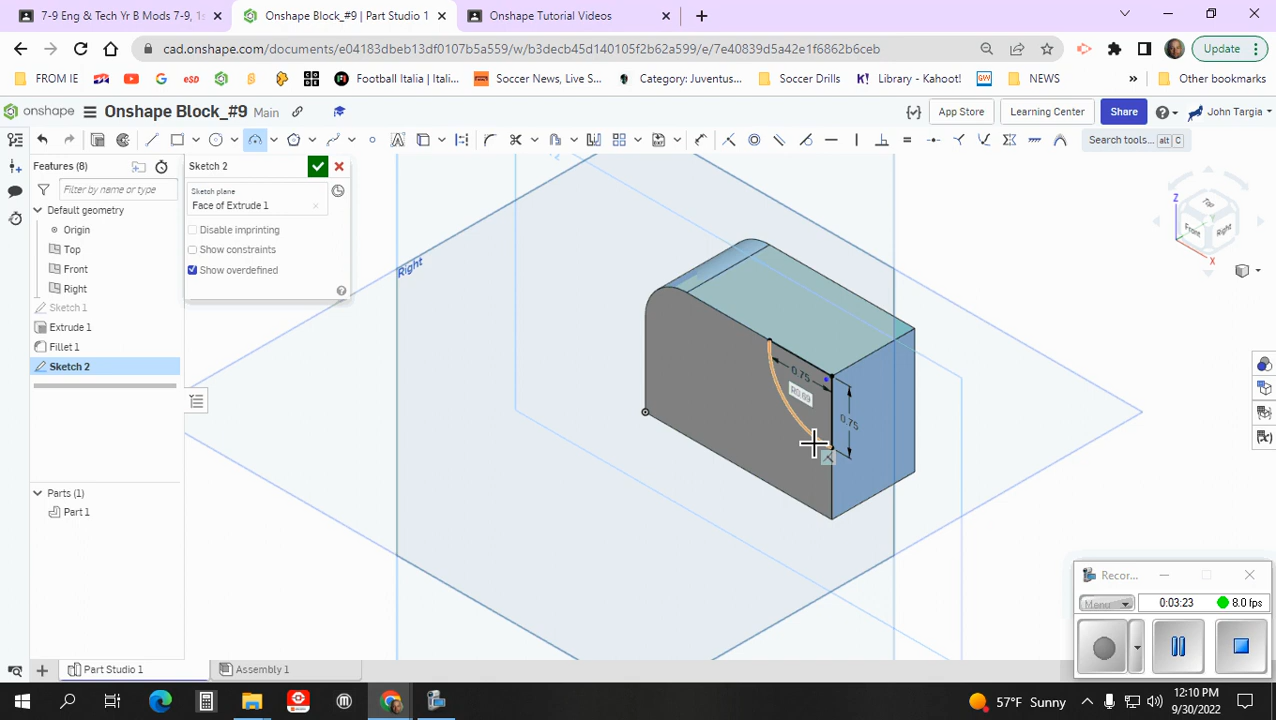 7-9 Eng & Tech Yr B Mods 7-9, 1s
Onshape Block_#9 | Part Studio 1
Onshape Tutorial Videos
cad.onshape.com/documents/e04183dbeb13df0107b5a559/w/b3decb45d140105f2b62a599/e/7e40839d5a42e1f6862b6ceb
Update
FROM IE
esD
Football Italia | Itali...
Soccer News, Live S...
Category: Juventus...
Soccer Drills
Library - Kahoot!
GW
NEWS
Other bookmarks
onshape
Onshape Block_#9
Main
App Store
Learning Center
Share
John Targia
Search tools...
alt C
Features (8)
Filter by name or type
Default geometry
Origin
Top
Front
Right
Sketch 1
Extrude 1
Fillet 1
Sketch 2
Parts (1)
Part 1
Sketch 2
Sketch plane
Face of Extrude 1
Disable imprinting
Show constraints
Show overdefined
Right
0.75
0.75
Z
Top
Front
Right
X
Recor...
Menu
0:03:23
8.0 fps
Part Studio 1
Assembly 1
57°F Sunny
12:10 PM
9/30/2022